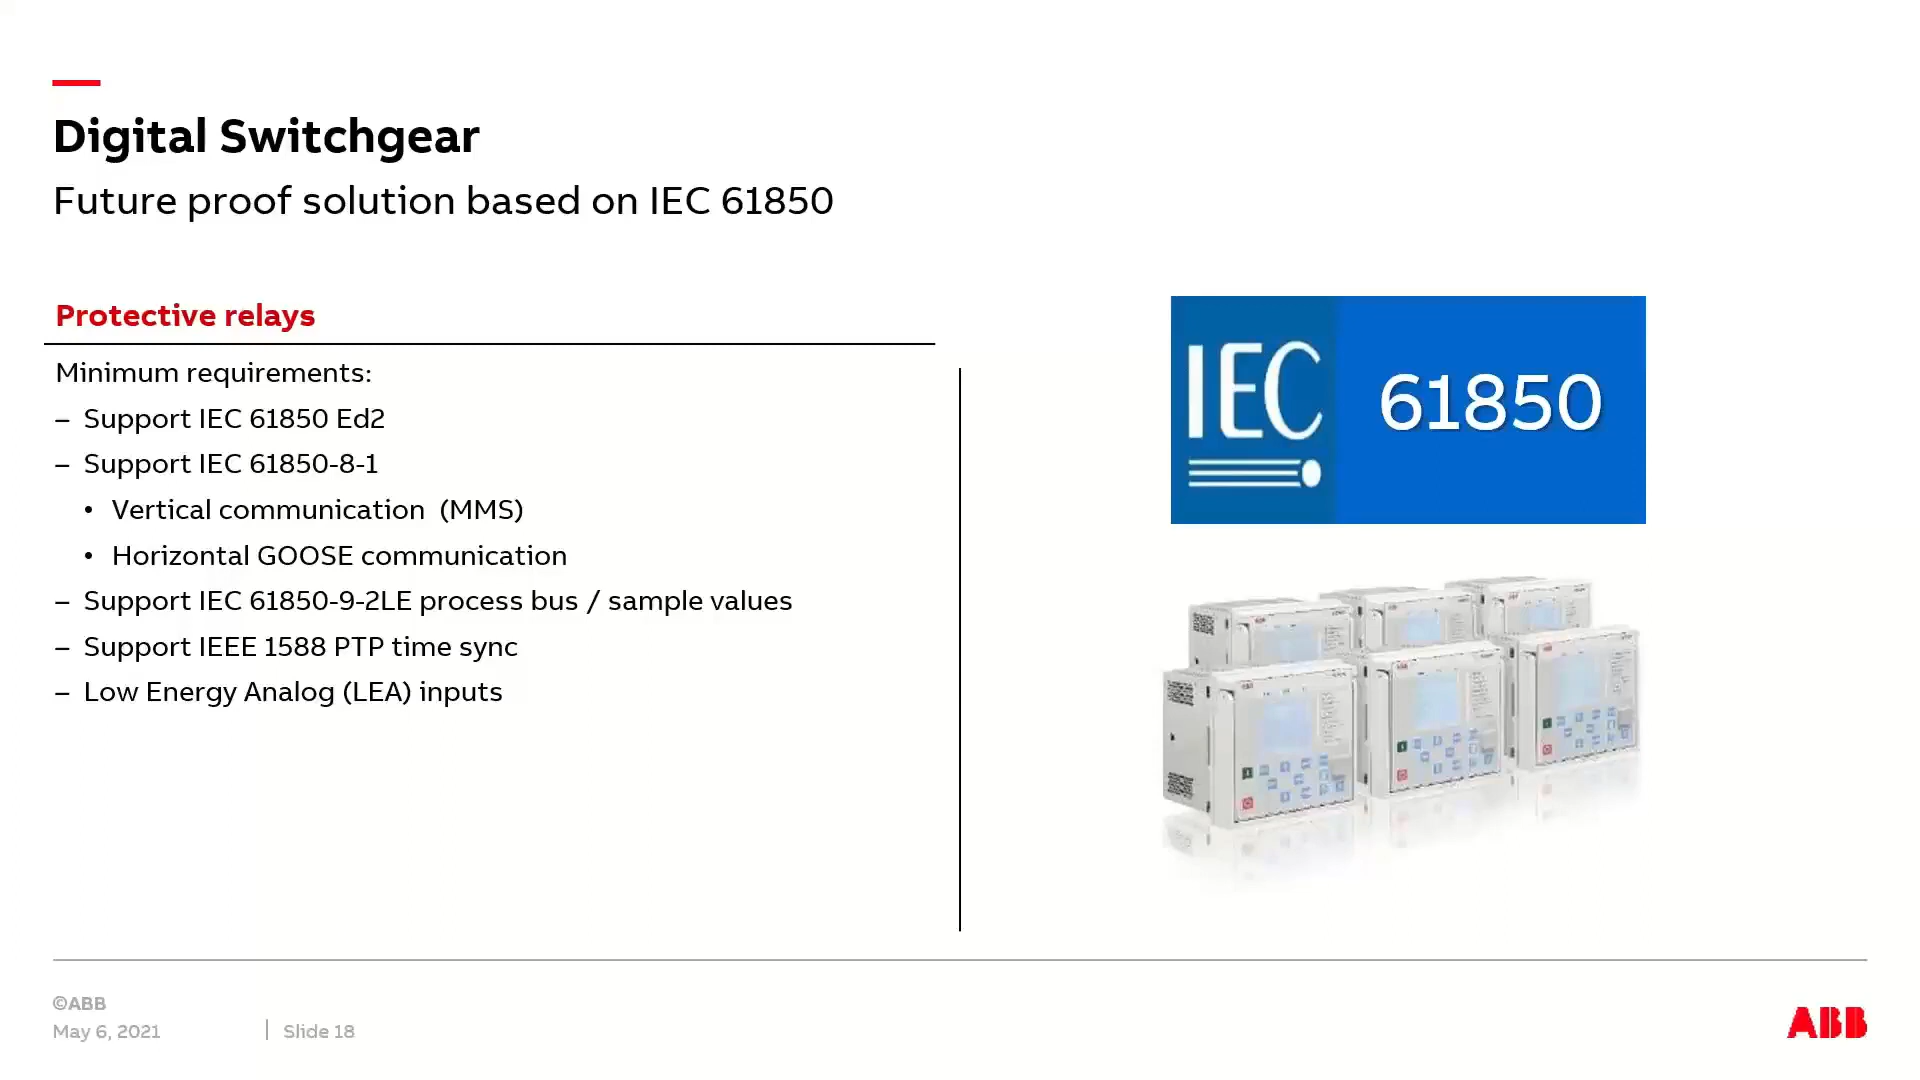 Digital Switchgear
Future proof solution based on IEC 61850
Protective relays
Minimum requirements:
– Support IEC 61850 Ed2
– Support IEC 61850-8-1
• Vertical communication (MMS)
• Horizontal GOOSE communication
– Support IEC 61850-9-2LE process bus / sample values
– Support IEEE 1588 PTP time sync
– Low Energy Analog (LEA) inputs
IEC 61850
©ABB
May 6, 2021
Slide 18
ABB